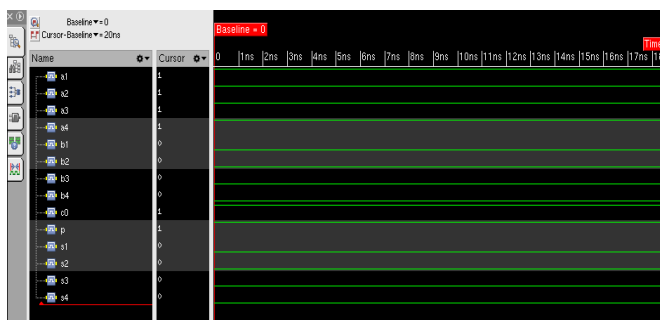 Baseline ▾ = 0
Cursor-Baseline ▾ = 20ns
Baseline = 0
Time
Name Cursor 0 1ns 2ns 3ns 4ns 5ns 6ns 7ns 8ns 9ns 10ns 11ns 12ns 13ns 14ns 15ns 16ns 17ns
a1 1
a2 1
a3 1
a4 1
b1 0
b2 0
b3 0
b4 0
c0 1
p 1
s1 0
s2 0
s3 0
s4 0